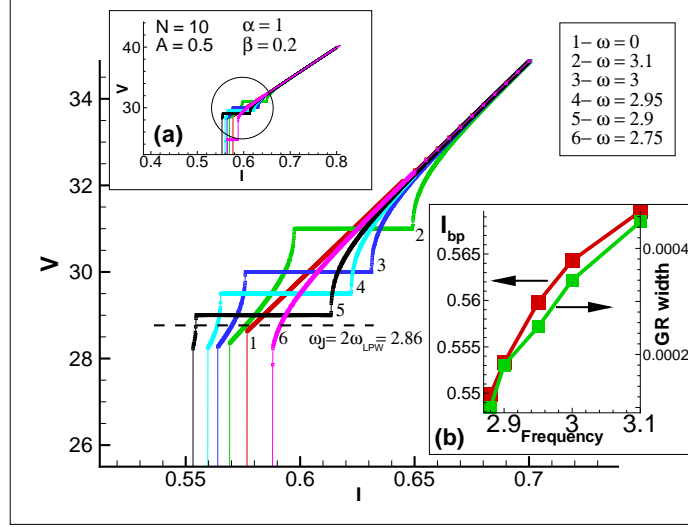 N = 10
A = 0.5
α = 1
β = 0.2
40
30
V
(a)
0.4
0.5
0.6
0.7
0.8
I
1– ω = 0
2– ω = 3.1
3– ω = 3
4– ω = 2.95
5– ω = 2.9
6– ω = 2.75
34
32
30
28
26
V
2
3
4
5
1
6
ωJ= 2ωLPW= 2.86
0.55
0.6
0.65
0.7
I
Ibp
0.565
0.56
0.555
0.55
0.0004
0.0002
GR width
2.9
3
3.1
Frequency
(b)